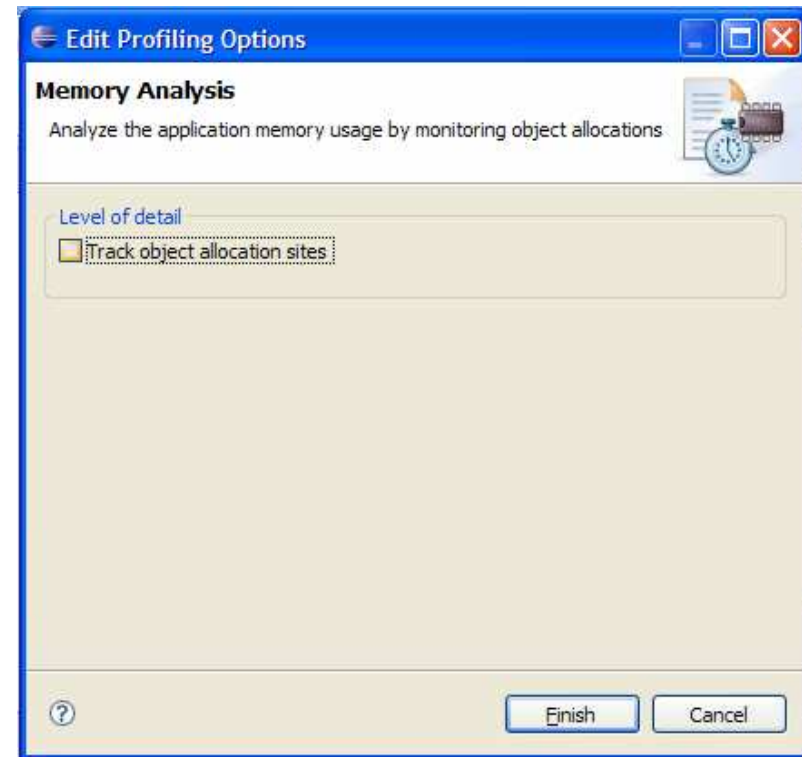 Edit Profiling Options
Memory Analysis
Analyze the application memory usage by monitoring object allocations
Level of detail
Track object allocation sites
?
Finish
Cancel